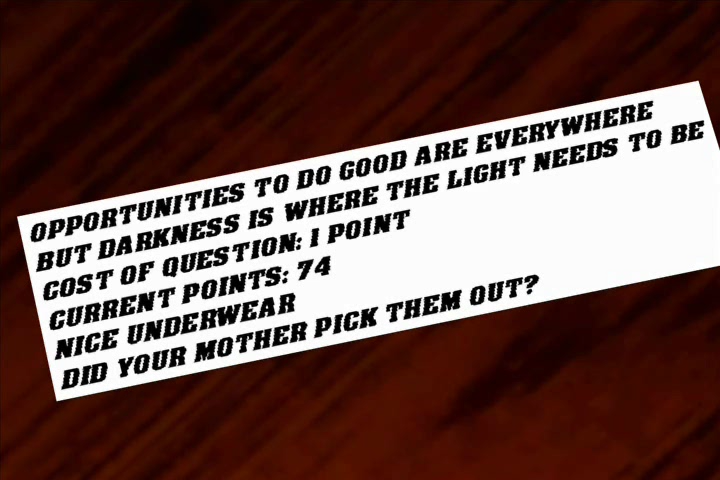 OPPORTUNITIES TO DO GOOD ARE EVERYWHERE
BUT DARKNESS IS WHERE THE LIGHT NEEDS TO BE
COST OF QUESTION: 1 POINT
CURRENT POINTS: 74
NICE UNDERWEAR
DID YOUR MOTHER PICK THEM OUT?